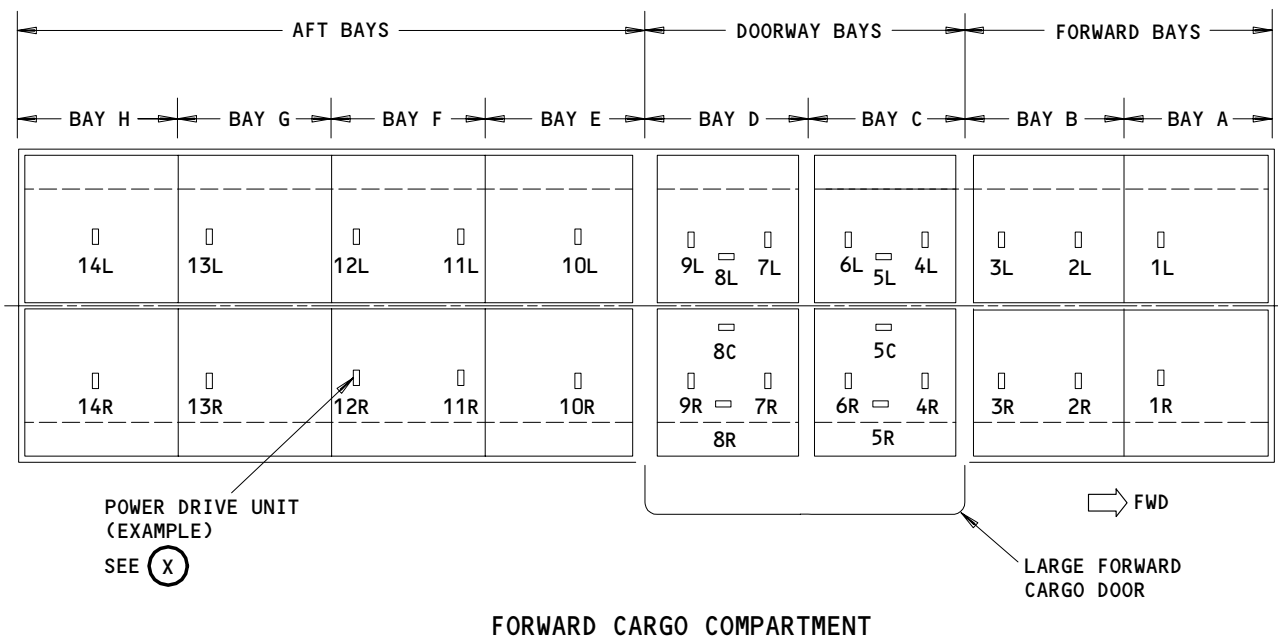 AFT BAYS DOORWAY BAYS FORWARD BAYS
BAY H BAY G BAY F BAY E BAY D BAY C BAY B BAY A
14L 13L 12L 11L 10L 9L 8L 7L 6L 5L 4L 3L 2L 1L
8C 5C
14R 13R 12R 11R 10R 9R 7R 6R 4R 3R 2R 1R
8R 5R
POWER DRIVE UNIT
(EXAMPLE)
SEE X
FWD
LARGE FORWARD
CARGO DOOR
FORWARD CARGO COMPARTMENT